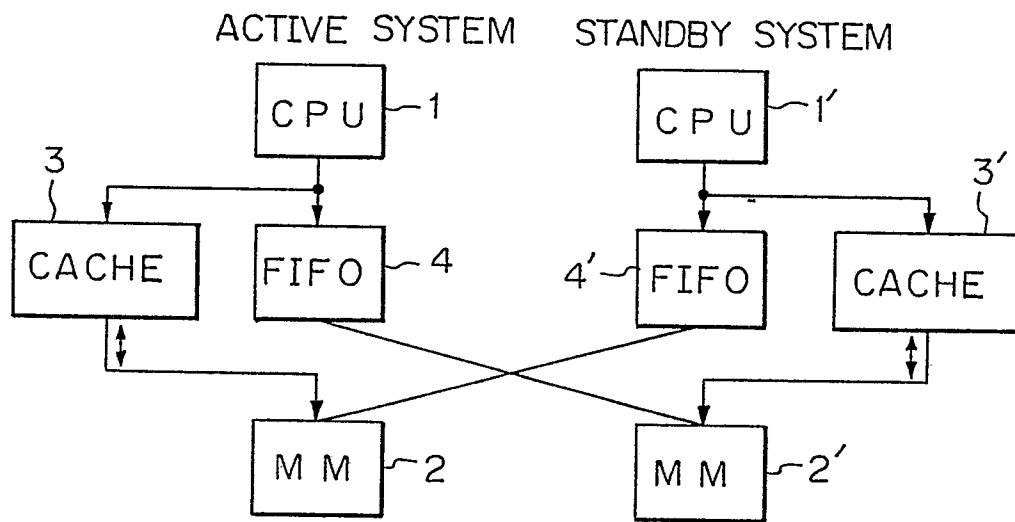 ACTIVE SYSTEM STANDBY SYSTEM
CPU 1 CPU 1'
3 3'
CACHE FIFO 4 4' FIFO CACHE
MM 2 MM 2'